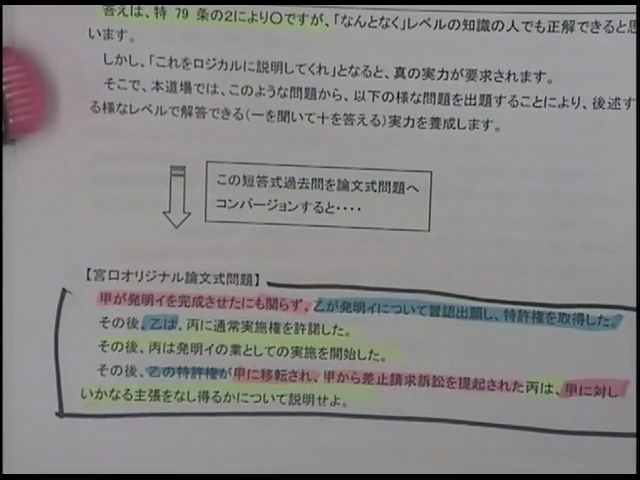 答えは、特 79 条の2により〇ですが、「なんとなく」レベルの知識の人でも正解できると思
います。
しかし、「これをロジカルに説明してくれ」となると、真の実力が要求されます。
そこで、本道場では、このような問題から、以下の様な問題を出題することにより、後述す
る様なレベルで解答できる(一を聞いて十を答える)実力を養成します。
この短答式過去問を論文式問題へ
コンバージョンすると・・・・
【宮口オリジナル論文式問題】
甲が発明イを完成させたにも関らず、乙が発明イについて冒認出願し、特許権を取得した。
その後、乙は、丙に通常実施権を許諾した。
その後、丙は発明イの業としての実施を開始した。
その後、乙の特許権が甲に移転され、甲から差止請求訴訟を提起された丙は、甲に対し
いかなる主張をなし得るかについて説明せよ。